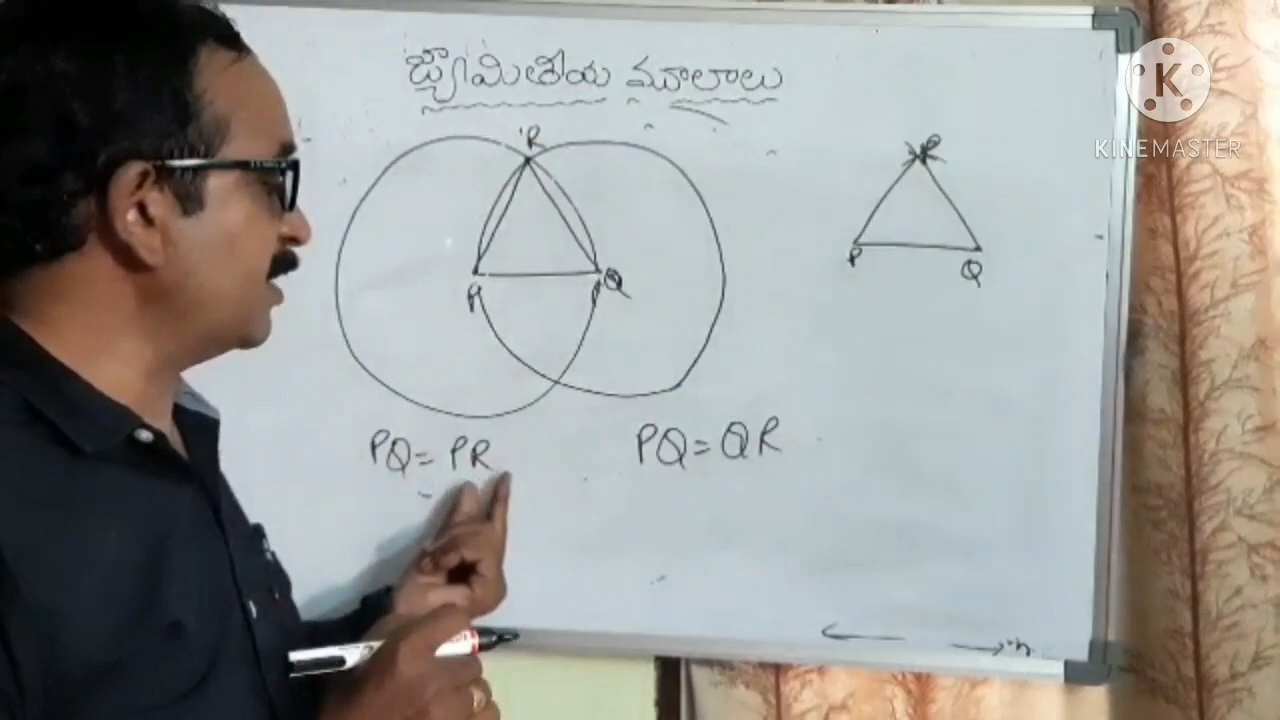 జ్యామితీయ మూలాలు
R
P Q
R
P Q
PQ = PR
PQ = QR
K
KINEMASTER